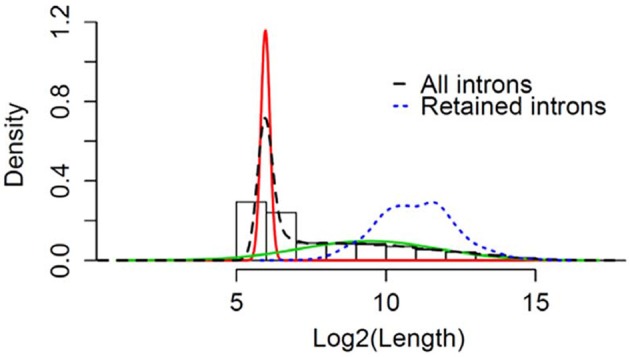 1.2
0.8
0.4
0.0
Density
All introns
Retained introns
5 10 15
Log2(Length)